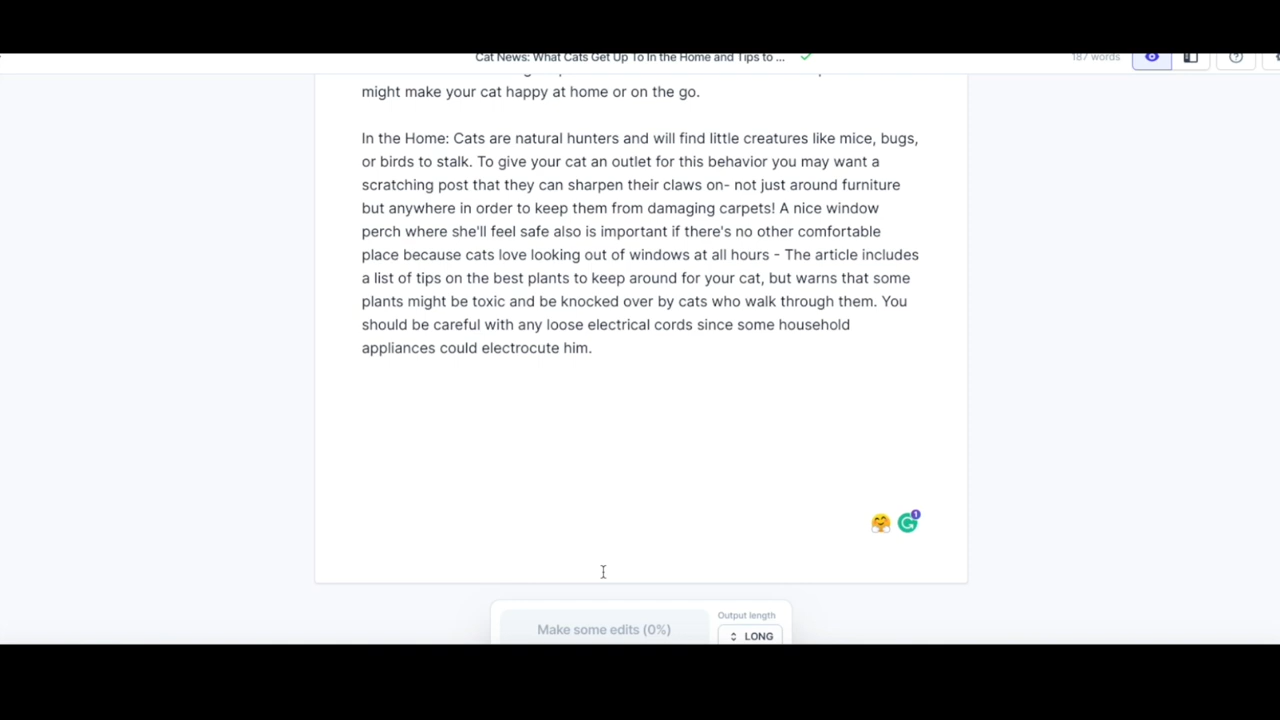 Cat News: What Cats Get Up To In the Home and Tips to ...
187 words
might make your cat happy at home or on the go.
In the Home: Cats are natural hunters and will find little creatures like mice, bugs,
or birds to stalk. To give your cat an outlet for this behavior you may want a
scratching post that they can sharpen their claws on- not just around furniture
but anywhere in order to keep them from damaging carpets! A nice window
perch where she'll feel safe also is important if there's no other comfortable
place because cats love looking out of windows at all hours - The article includes
a list of tips on the best plants to keep around for your cat, but warns that some
plants might be toxic and be knocked over by cats who walk through them. You
should be careful with any loose electrical cords since some household
appliances could electrocute him.
1
Output length
Make some edits (0%)
LONG